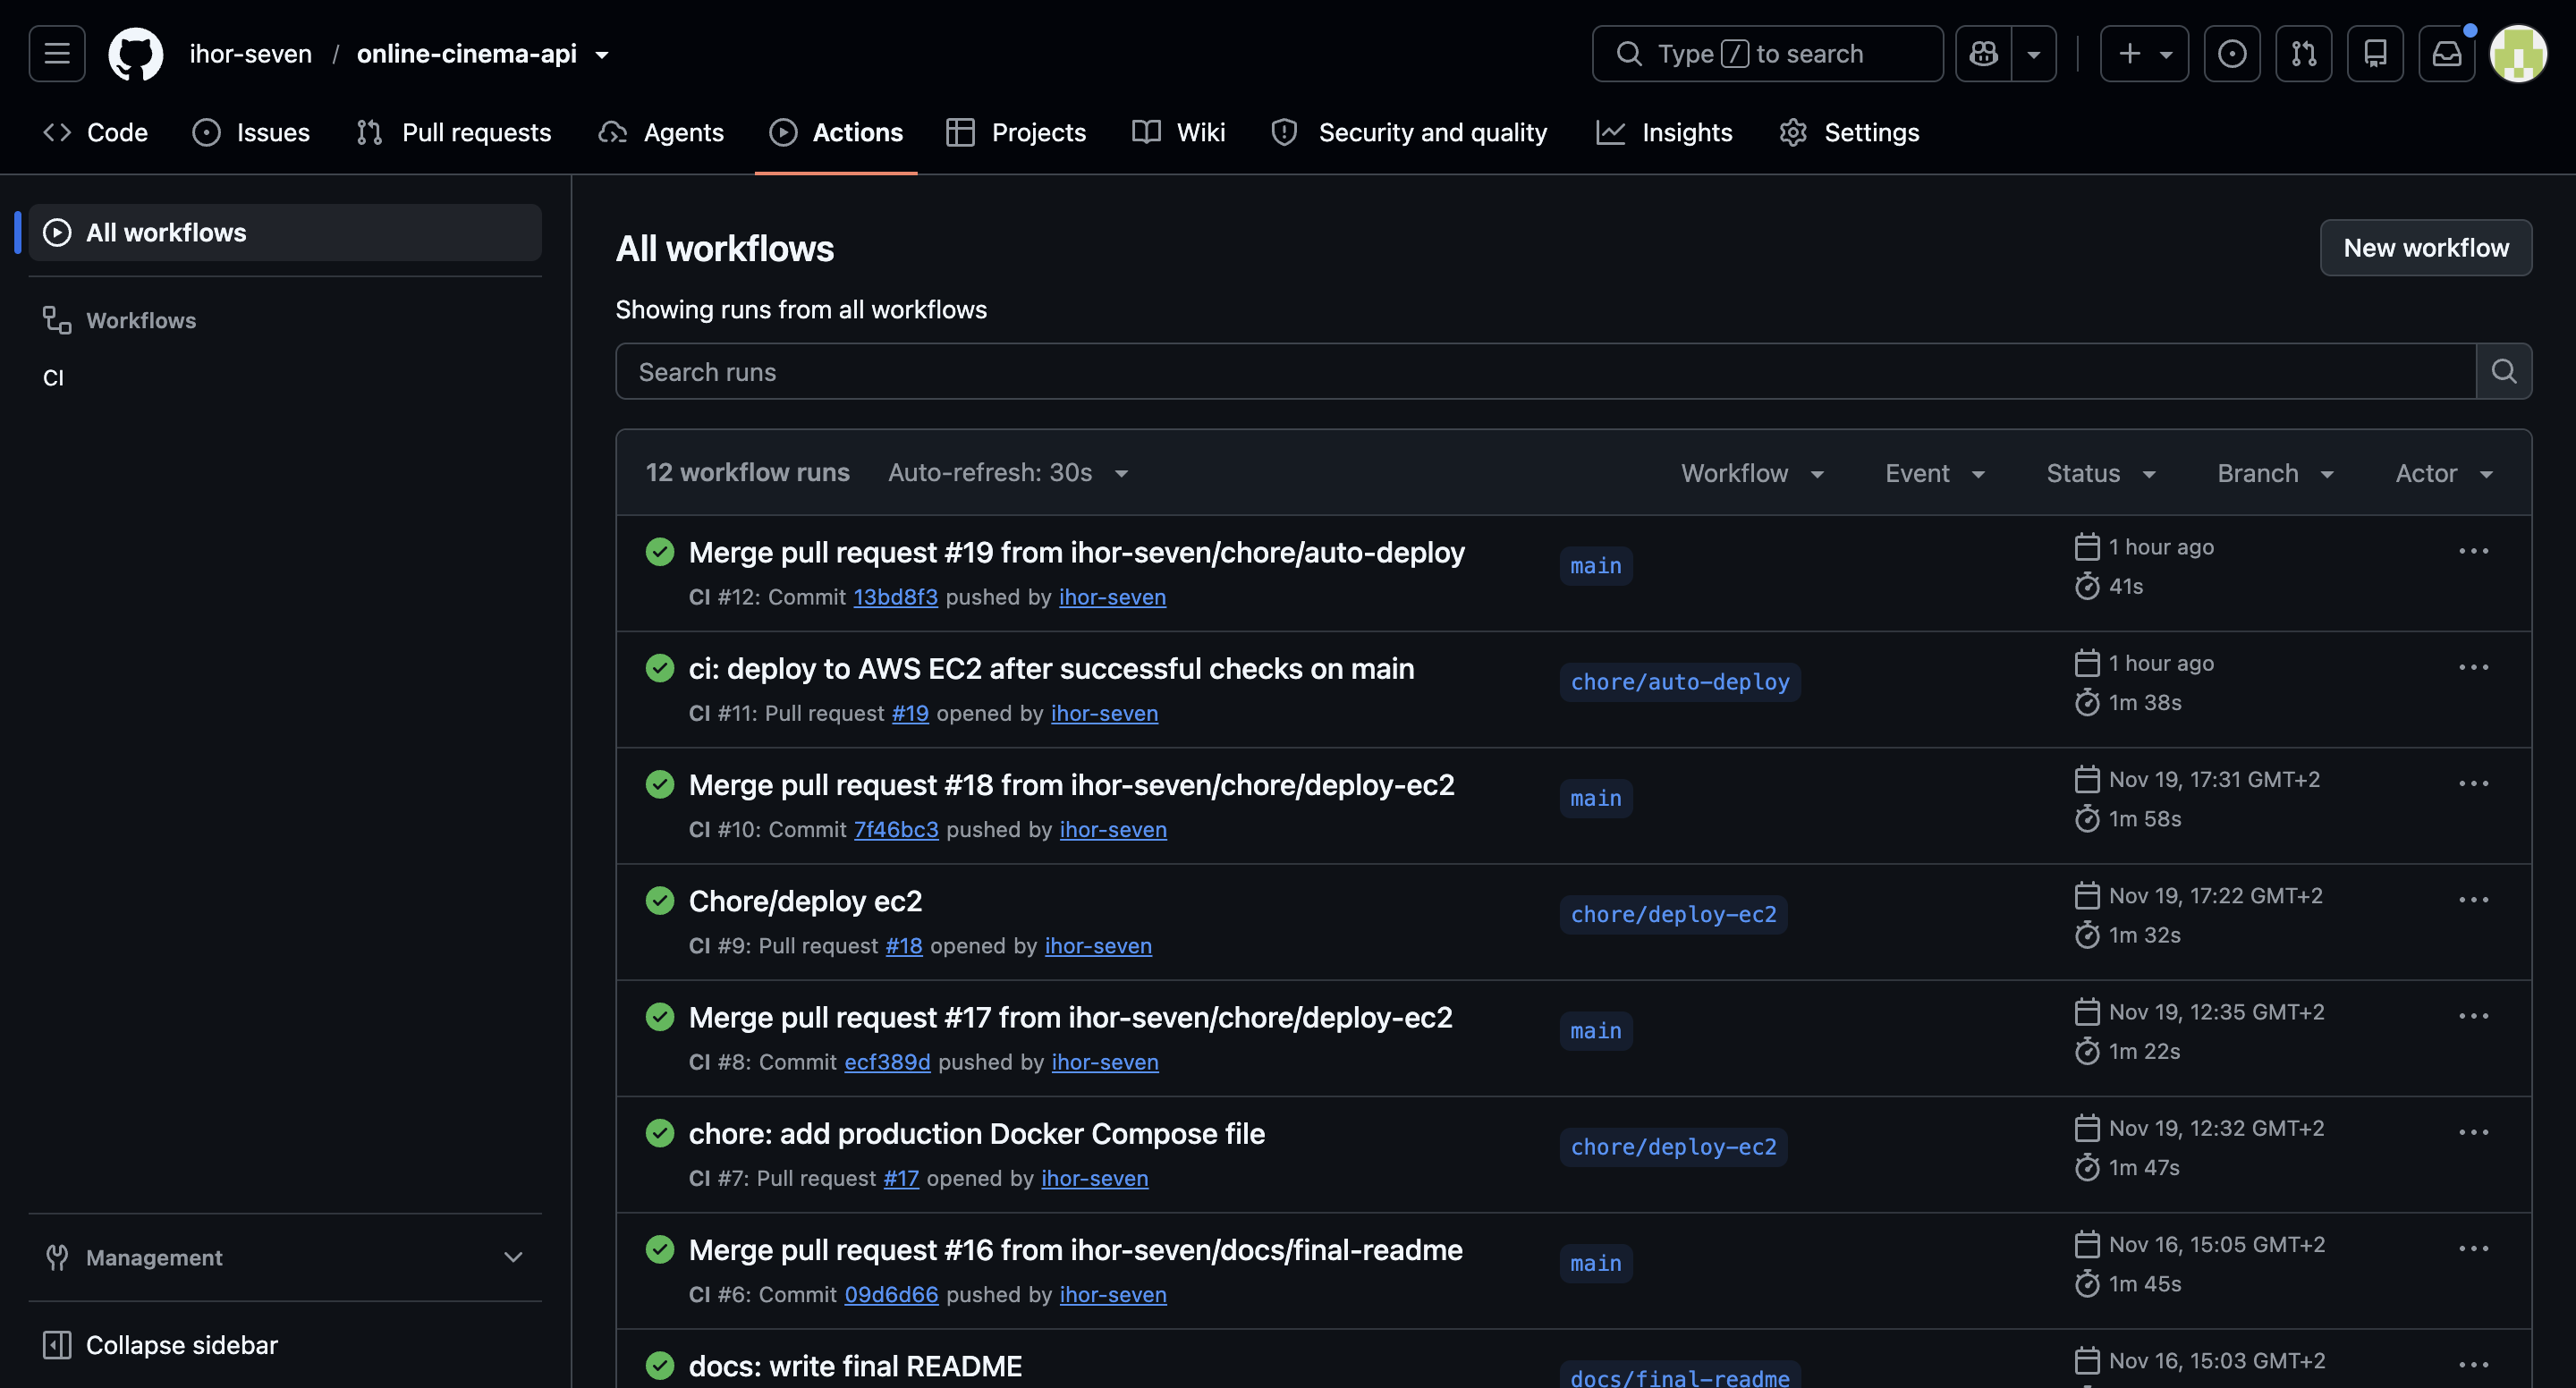 ihor-seven / online-cinema-api
Type / to search
Code
Issues
Pull requests
Agents
Actions
Projects
Wiki
Security and quality
Insights
Settings
All workflows
Workflows
CI
Management
Collapse sidebar
All workflows
New workflow
Showing runs from all workflows
Search runs
12 workflow runs
Auto-refresh: 30s
Workflow
Event
Status
Branch
Actor
Merge pull request #19 from ihor-seven/chore/auto-deploy
CI #12: Commit 13bd8f3 pushed by ihor-seven
main
1 hour ago
41s
ci: deploy to AWS EC2 after successful checks on main
CI #11: Pull request #19 opened by ihor-seven
chore/auto-deploy
1 hour ago
1m 38s
Merge pull request #18 from ihor-seven/chore/deploy-ec2
CI #10: Commit 7f46bc3 pushed by ihor-seven
main
Nov 19, 17:31 GMT+2
1m 58s
Chore/deploy ec2
CI #9: Pull request #18 opened by ihor-seven
chore/deploy-ec2
Nov 19, 17:22 GMT+2
1m 32s
Merge pull request #17 from ihor-seven/chore/deploy-ec2
CI #8: Commit ecf389d pushed by ihor-seven
main
Nov 19, 12:35 GMT+2
1m 22s
chore: add production Docker Compose file
CI #7: Pull request #17 opened by ihor-seven
chore/deploy-ec2
Nov 19, 12:32 GMT+2
1m 47s
Merge pull request #16 from ihor-seven/docs/final-readme
CI #6: Commit 09d6d66 pushed by ihor-seven
main
Nov 16, 15:05 GMT+2
1m 45s
docs: write final README
docs/final-readme
Nov 16, 15:03 GMT+2